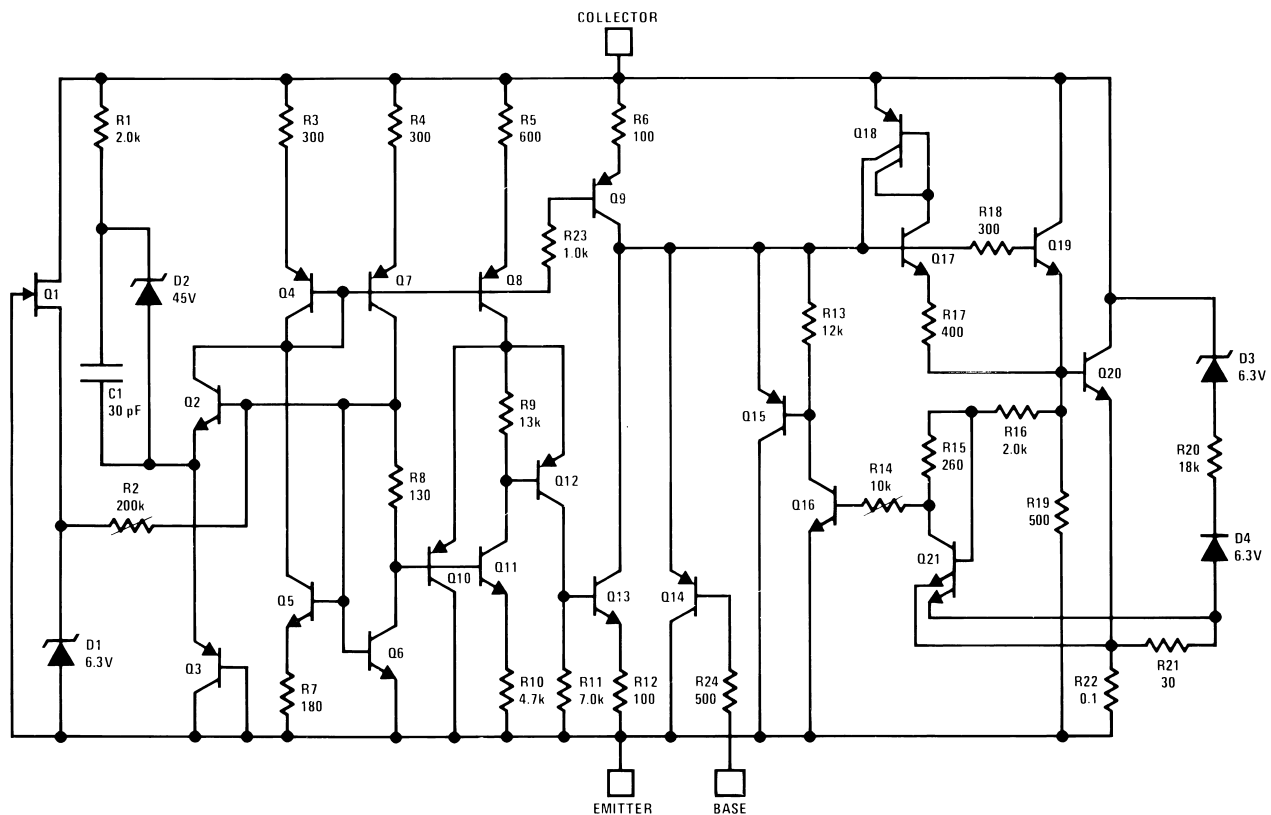 COLLECTOR
R1
2.0k
R3
300
R4
300
R5
600
R6
100
Q18
Q9
R23
1.0k
R18
300
Q19
Q17
Q1
D2
45V
Q4
Q7
Q8
R13
12k
R17
400
C1
30 pF
Q2
R9
13k
Q12
Q15
Q20
D3
6.3V
R2
200k
R8
130
R14
10k
R15
260
R16
2.0k
R20
18k
Q16
R19
500
Q21
D4
6.3V
Q5
Q10
Q11
Q13
Q14
D1
6.3V
Q3
Q6
R7
180
R10
4.7k
R11
7.0k
R12
100
R24
500
R21
30
R22
0.1
EMITTER
BASE